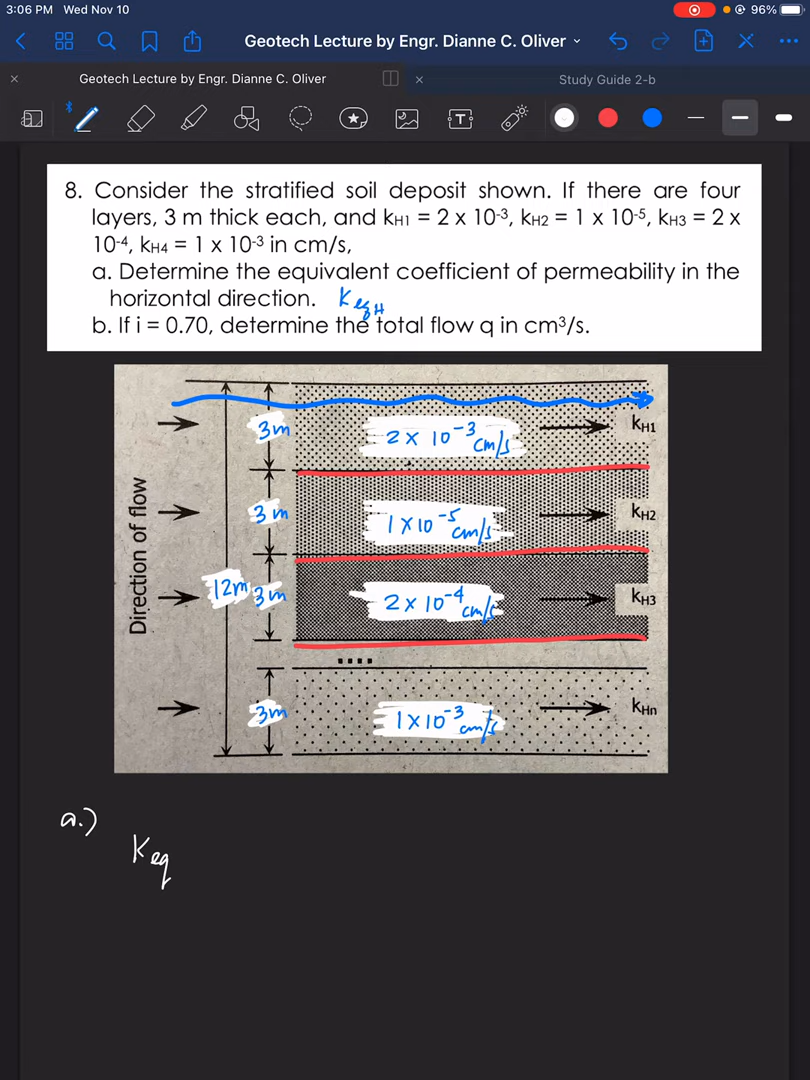 3:06 PM Wed Nov 10
96%
Geotech Lecture by Engr. Dianne C. Oliver
Geotech Lecture by Engr. Dianne C. Oliver
Study Guide 2-b
8. Consider the stratified soil deposit shown. If there are four
layers, 3 m thick each, and kH1 = 2 x 10-3, kH2 = 1 x 10-5, kH3 = 2 x
10-4, kH4 = 1 x 10-3 in cm/s,
a. Determine the equivalent coefficient of permeability in the
horizontal direction. KeqH
b. If i = 0.70, determine the total flow q in cm3/s.
Direction of flow
12m
3m
2 x 10-3 cm/s
kH1
3m
1 x 10-5 cm/s
kH2
3m
2 x 10-4 cm/s
kH3
3m
1 x 10-3 cm/s
kHn
a.)
Keq